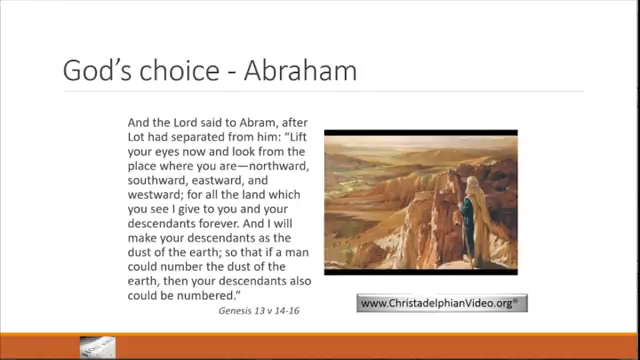 God's choice - Abraham
And the Lord said to Abram, after
Lot had separated from him: “Lift
your eyes now and look from the
place where you are—northward,
southward, eastward, and
westward; for all the land which
you see I give to you and your
descendants forever. And I will
make your descendants as the
dust of the earth; so that if a man
could number the dust of the
earth, then your descendants also
could be numbered.”
Genesis 13 v 14-16
www.ChristadelphianVideo.org®